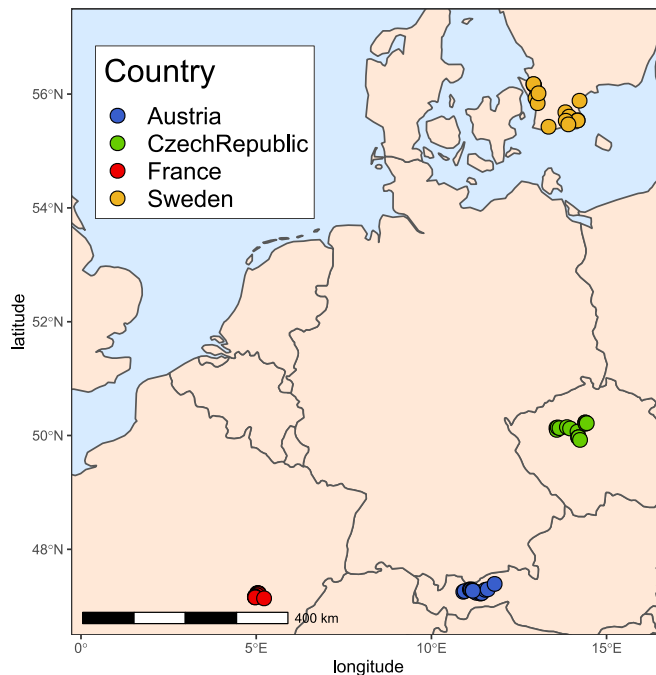 Country
Austria
CzechRepublic
France
Sweden
56°N
54°N
52°N
50°N
48°N
latitude
400 km
0°
5°E
10°E
15°E
longitude